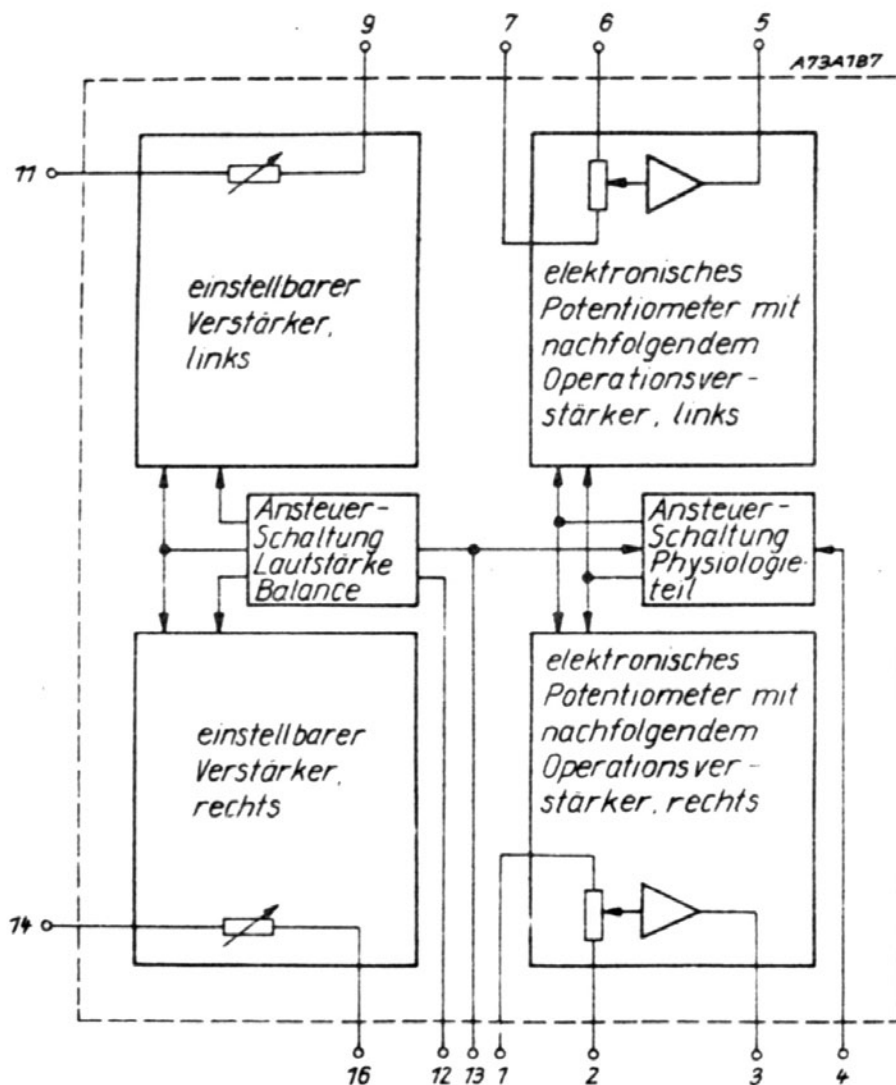 9 7 6 5
A73A1B7
11
einstellbarer
Verstärker,
links
elektronisches
Potentiometer mit
nachfolgendem
Operationsver-
stärker, links
Ansteuer-
Schaltung
Lautstärke
Balance
Ansteuer-
Schaltung
Physiologie-
teil
einstellbarer
Verstärker,
rechts
elektronisches
Potentiometer mit
nachfolgendem
Operationsver-
stärker, rechts
14
16 12 13 1 2 3 4